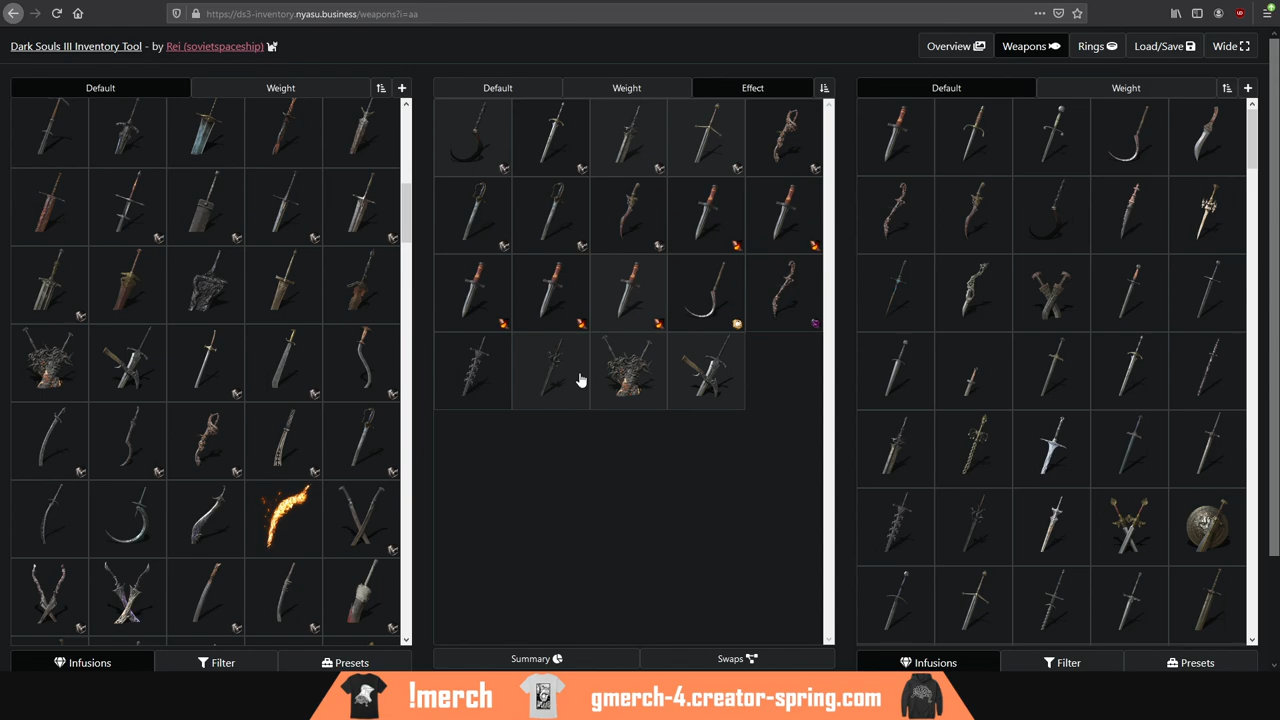 https://ds3-inventory.nyasu.business/weapons?i=aa
Dark Souls III Inventory Tool - by Rei (sovietspaceship)
Overview
Weapons
Rings
Load/Save
Wide
Default
Weight
Default
Weight
Effect
Default
Weight
Infusions
Filter
Presets
Summary
Swaps
Infusions
Filter
Presets
!merch
gmerch-4.creator-spring.com